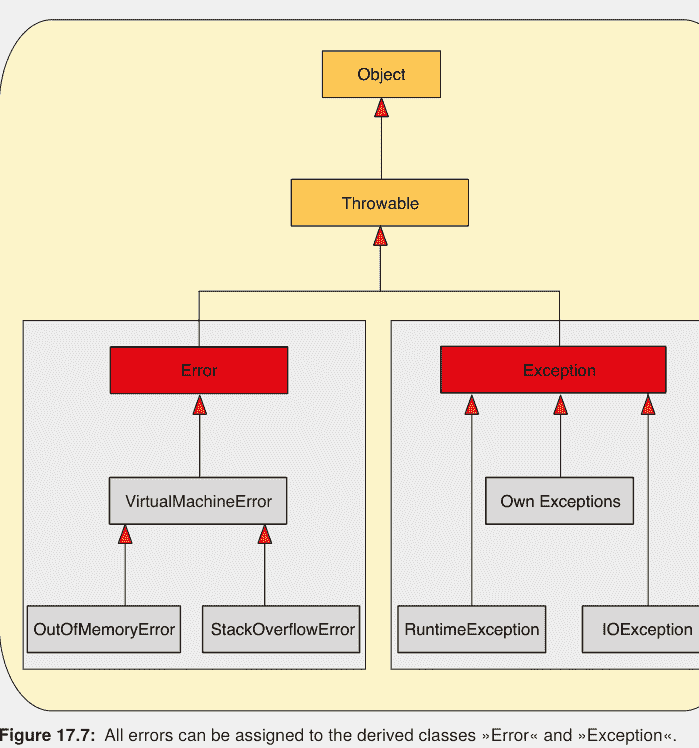 Object
Throwable
Error
Exception
VirtualMachineError
Own Exceptions
OutOfMemoryError
StackOverflowError
RuntimeException
IOException
Figure 17.7: All errors can be assigned to the derived classes »Error« and »Exception«.